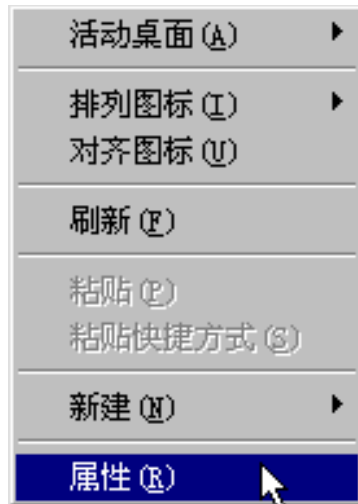 活动桌面(A)
排列图标(I)
对齐图标(U)
刷新(F)
粘贴(P)
粘贴快捷方式(S)
新建(N)
属性(R)